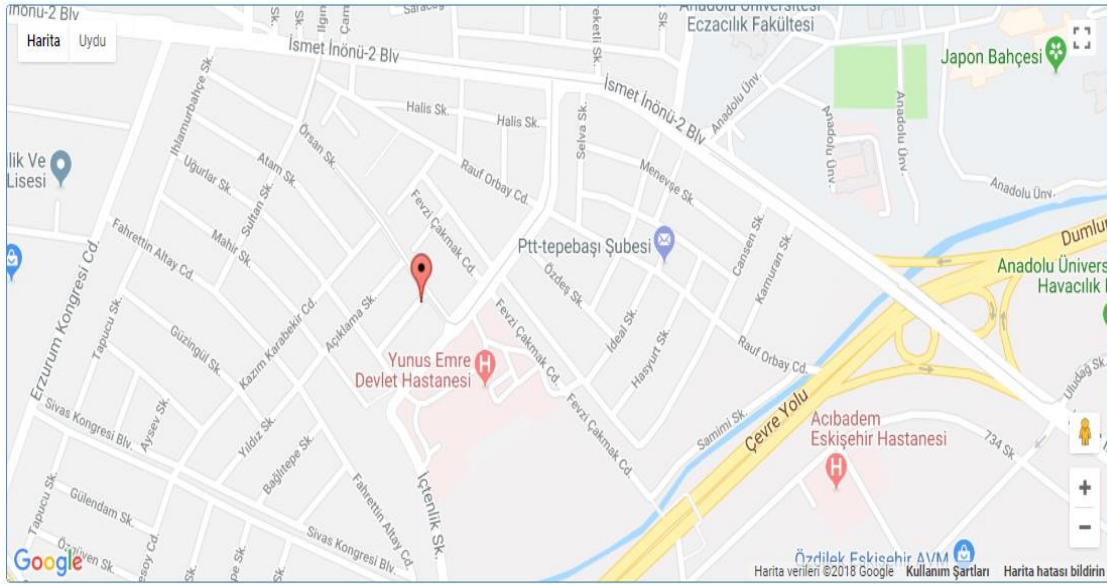 İnönü-2 Blv
Saracoğ
Harita Uydu
İsmet İnönü-2 Blv
Anadolu Üniversitesi
Eczacılık Fakültesi
Japon Bahçesi
Ihlamurbahçe Sk.
Halis Sk.
Halis Sk.
Selva Sk.
İsmet İnönü-2 Blv
Anadolu Ünv.
Anadolu Ünv.
Anadolu Ünv.
Anadolu Ünv.
lik Ve
Lisesi
Örsan Sk.
Atam Sk.
Uğurlar Sk.
Sultan Sk.
Rauf Orbay Cd.
Menevşe Sk.
Fevzi Çakmak Cd.
Mahir Sk.
Fahrettin Altay Cd.
Ptt-tepebaşı Şubesi
Cansen Sk.
Kamuran Sk.
Dumlu
Anadolu Ünivers
Havacılık
Erzurum Kongresi Cd.
Tapucu Sk.
Güzingül Sk.
Kazım Karabekir Cd.
Açıklama Sk.
Özdeş Sk.
Fevzi Çakmak Cd.
İdeal Sk.
Hasyurt Sk.
Rauf Orbay Cd.
Yunus Emre
Devlet Hastanesi
Çevre Yolu
Uludağ Sk.
Sivas Kongresi Blv.
Aysev Sk.
Yıldız Sk.
Bağlıtepe Sk.
Fevzi Çakmak Cd.
Samimi Sk.
Acıbadem
Eskişehir Hastanesi
734 Sk.
Tapucu Sk.
Gülendam Sk.
Fahrettin Altay Cd.
İçtenlik Sk.
Özgüven Sk.
esoy Cd.
Sivas Kongresi Blv.
Özdilek Eskişehir AVM
Google
Harita verileri ©2018 Google Kullanım Şartları Harita hatası bildirin